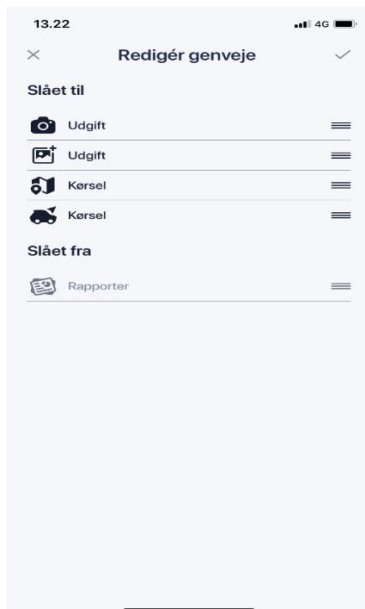 13.22 4G
Redigér genveje
Slået til
Udgift
Udgift
Kørsel
Kørsel
Slået fra
Rapporter